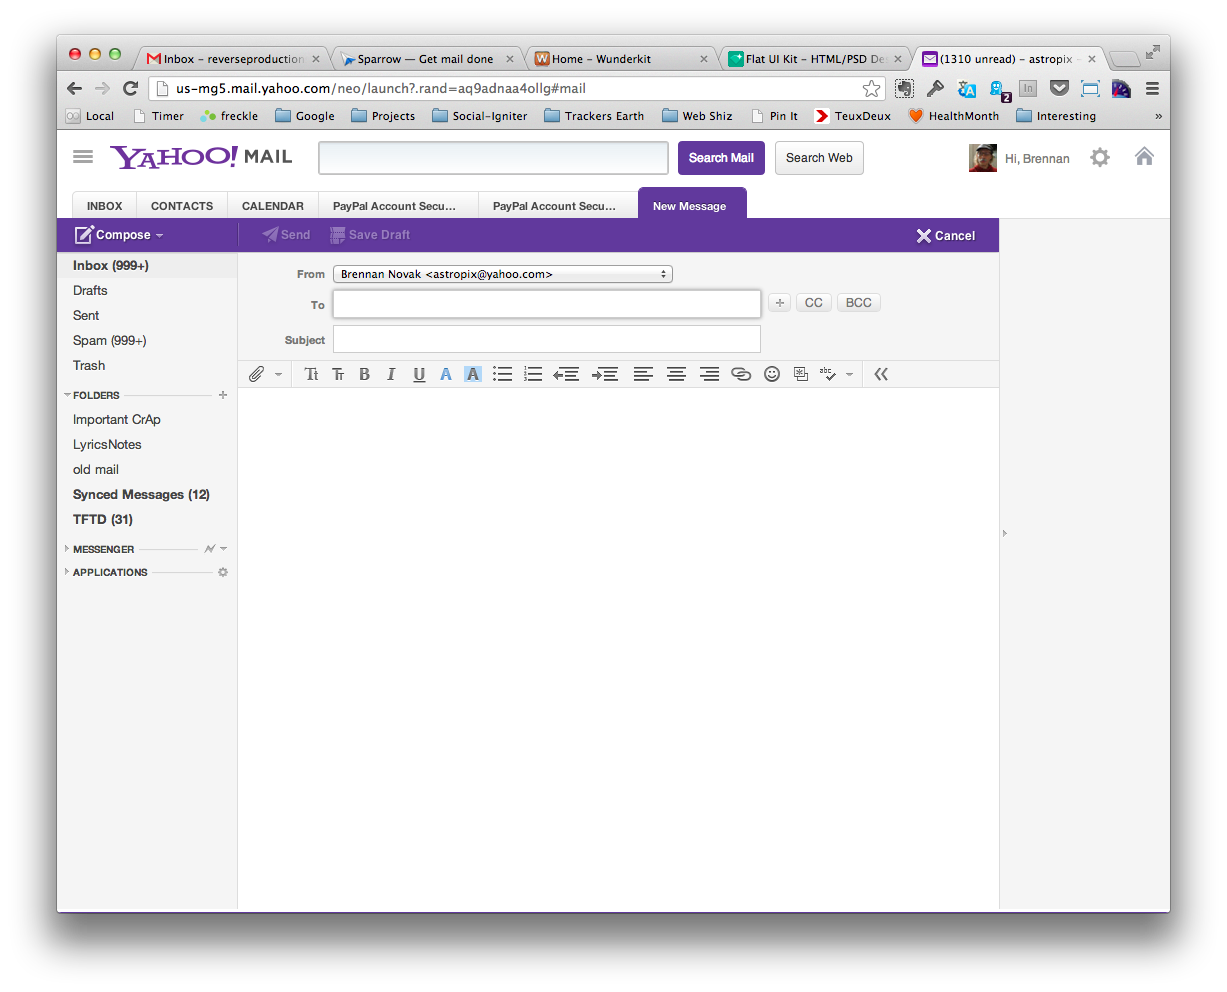 Inbox – reverseproduction
Sparrow — Get mail done
Home – Wunderkit
Flat UI Kit – HTML/PSD De
(1310 unread) – astropix –
us-mg5.mail.yahoo.com/neo/launch?.rand=aq9adnaa4ollg#mail
2
Local
Timer
freckle
Google
Projects
Social-Igniter
Trackers Earth
Web Shiz
Pin It
TeuxDeux
HealthMonth
Interesting
»
YAHOO! MAIL
Search Mail
Search Web
Hi, Brennan
INBOX
CONTACTS
CALENDAR
PayPal Account Secu...
PayPal Account Secu...
New Message
Compose
Send
Save Draft
Cancel
Inbox (999+)
Drafts
Sent
Spam (999+)
Trash
FOLDERS
Important CrAp
LyricsNotes
old mail
Synced Messages (12)
TFTD (31)
MESSENGER
APPLICATIONS
From
Brennan Novak <astropix@yahoo.com>
To
+
CC
BCC
Subject
Tt Tr B I U A A
abc